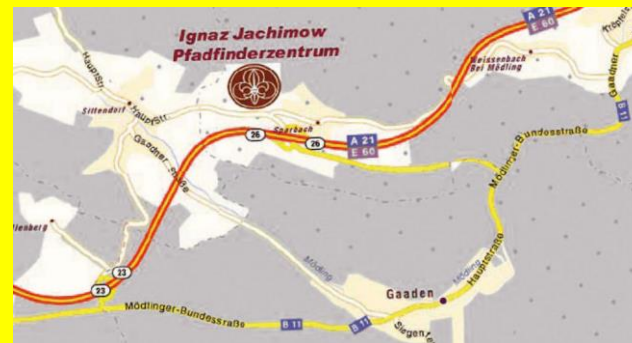 Ignaz Jachimow
Pfadfinderzentrum
A 21
E 60
Weissenbach
Bei Mödling
Gaadner
B 11
Hauptstr
Sittendorf
Hauptstr
Sparbach
26
26
A 21
E 60
Mödlinger-Bundesstraße
Gaadner straße
23
23
Mödling
Gaaden
Mödling
Hauptstraße
Mödlinger-Bundesstraße
B 11
B 11